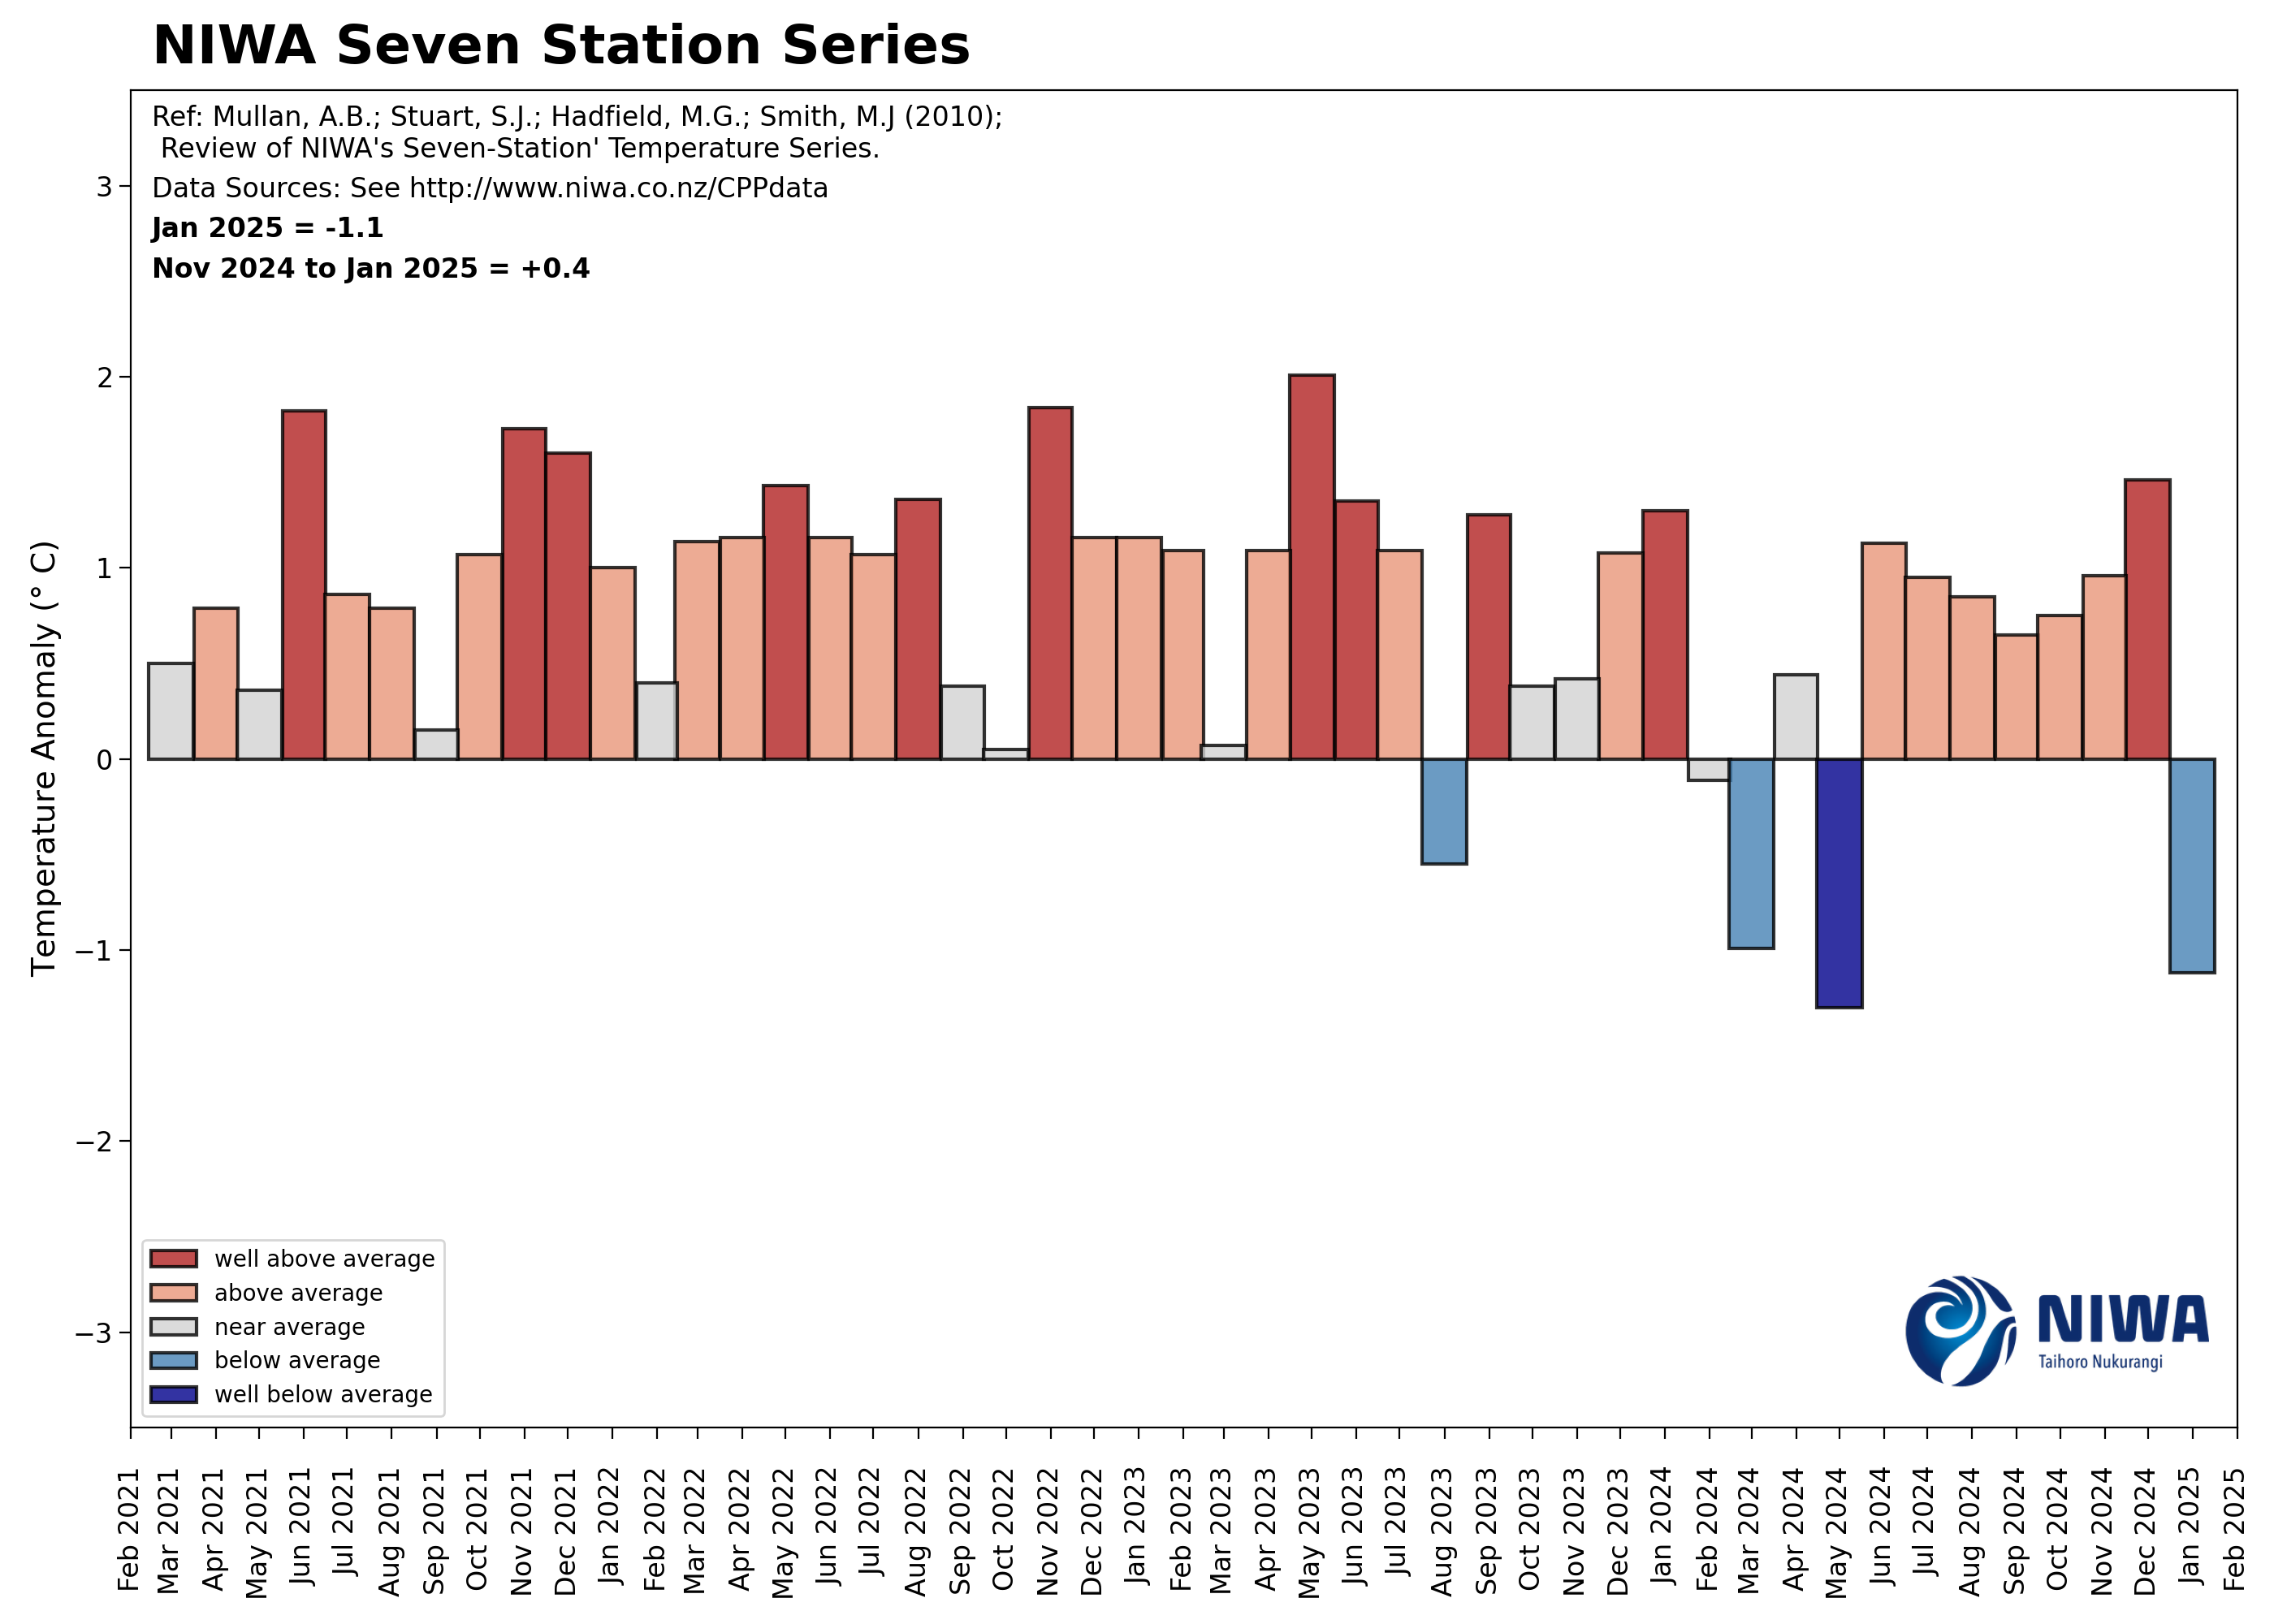 NIWA Seven Station Series
Ref: Mullan, A.B.; Stuart, S.J.; Hadfield, M.G.; Smith, M.J (2010);
Review of NIWA's Seven-Station' Temperature Series.
Data Sources: See http://www.niwa.co.nz/CPPdata
Jan 2025 = -1.1
Nov 2024 to Jan 2025 = +0.4
Temperature Anomaly (° C)
3
2
1
0
−1
−2
−3
well above average
above average
near average
below average
well below average
NIWA
Taihoro Nukurangi
Feb 2021
Mar 2021
Apr 2021
May 2021
Jun 2021
Jul 2021
Aug 2021
Sep 2021
Oct 2021
Nov 2021
Dec 2021
Jan 2022
Feb 2022
Mar 2022
Apr 2022
May 2022
Jun 2022
Jul 2022
Aug 2022
Sep 2022
Oct 2022
Nov 2022
Dec 2022
Jan 2023
Feb 2023
Mar 2023
Apr 2023
May 2023
Jun 2023
Jul 2023
Aug 2023
Sep 2023
Oct 2023
Nov 2023
Dec 2023
Jan 2024
Feb 2024
Mar 2024
Apr 2024
May 2024
Jun 2024
Jul 2024
Aug 2024
Sep 2024
Oct 2024
Nov 2024
Dec 2024
Jan 2025
Feb 2025